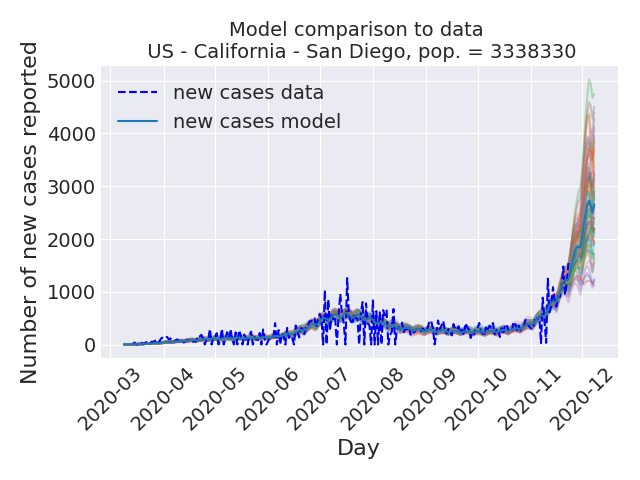 Model comparison to data
US - California - San Diego, pop. = 3338330
Number of new cases reported
5000
4000
3000
2000
1000
0
new cases data
new cases model
2020-03
2020-04
2020-05
2020-06
2020-07
2020-08
2020-09
2020-10
2020-11
2020-12
Day